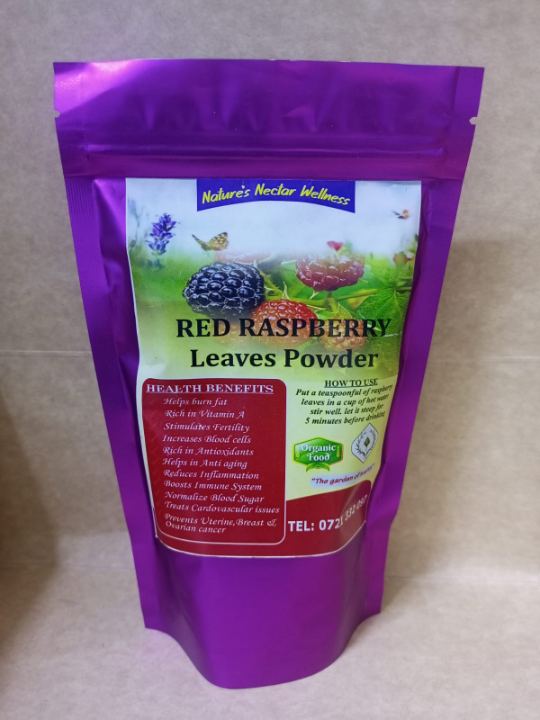 Nature's Nectar Wellness
RED RASPBERRY
Leaves Powder
HEALTH BENEFITS
Helps burn fat
Rich in Vitamin A
Stimulates Fertility
Increases Blood cells
Rich in Antioxidants
Helps in Anti aging
Reduces Inflammation
Boosts Immune System
Normalize Blood Sugar
Treats Cardovascular issues
Prevents Uterine,Breast &
Ovarian cancer
HOW TO USE
Put a teaspoonful of raspberry
leaves in a cup of hot water
stir well. let it steep for
5 minutes before drinking
Organic
Food
"The garden of
TEL: